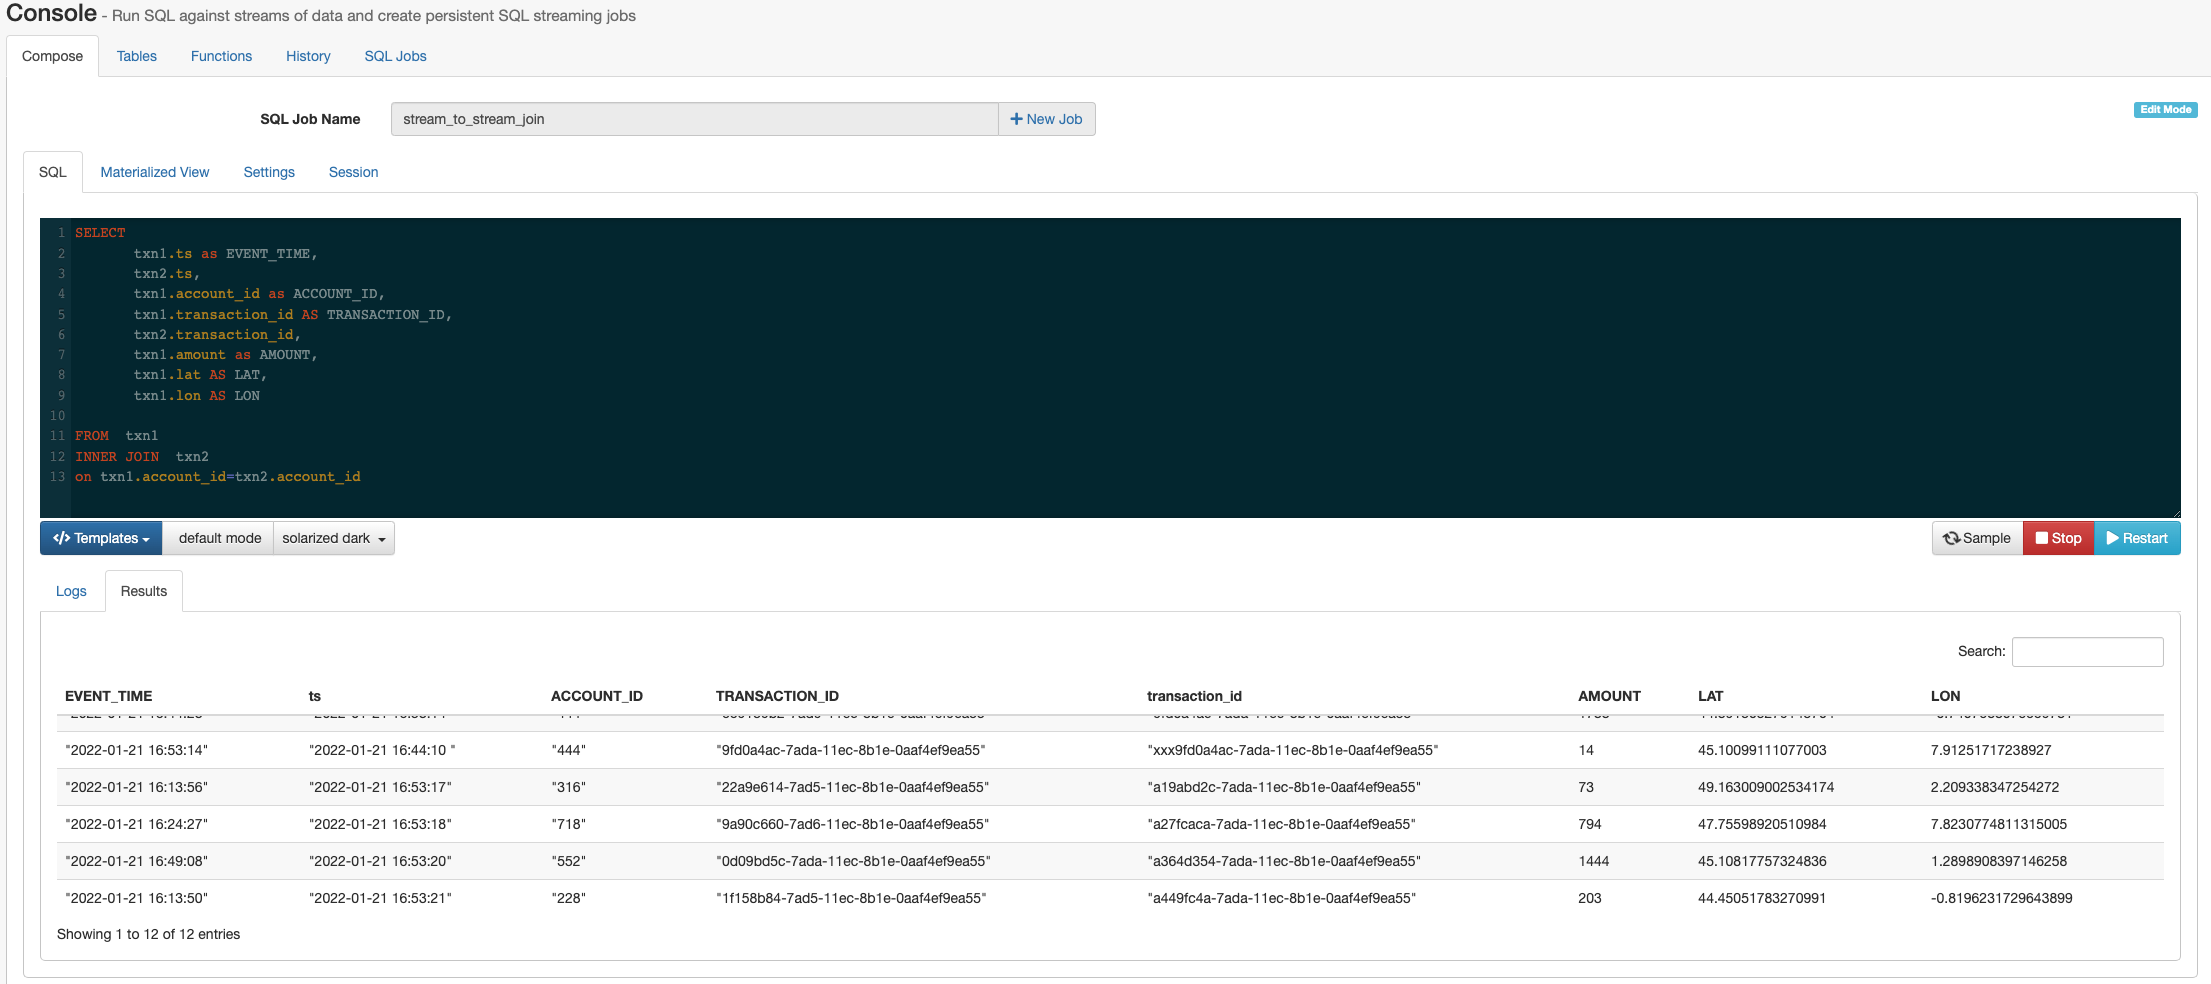 Console - Run SQL against streams of data and create persistent SQL streaming jobs
Compose Tables Functions History SQL Jobs
SQL Job Name stream_to_stream_join New Job Edit Mode
SQL Materialized View Settings Session
1 SELECT
2 txn1.ts as EVENT_TIME,
3 txn2.ts,
4 txn1.account_id as ACCOUNT_ID,
5 txn1.transaction_id AS TRANSACTION_ID,
6 txn2.transaction_id,
7 txn1.amount as AMOUNT,
8 txn1.lat AS LAT,
9 txn1.lon AS LON
10
11 FROM txn1
12 INNER JOIN txn2
13 on txn1.account_id=txn2.account_id
</> Templates default mode solarized dark Sample Stop Restart
Logs Results
Search:
EVENT_TIME ts ACCOUNT_ID TRANSACTION_ID transaction_id AMOUNT LAT LON
"2022-01-21 16:53:14" "2022-01-21 16:44:10 " "444" "9fd0a4ac-7ada-11ec-8b1e-0aaf4ef9ea55" "xxx9fd0a4ac-7ada-11ec-8b1e-0aaf4ef9ea55" 14 45.10099111077003 7.91251717238927
"2022-01-21 16:13:56" "2022-01-21 16:53:17" "316" "22a9e614-7ad5-11ec-8b1e-0aaf4ef9ea55" "a19abd2c-7ada-11ec-8b1e-0aaf4ef9ea55" 73 49.163009002534174 2.209338347254272
"2022-01-21 16:24:27" "2022-01-21 16:53:18" "718" "9a90c660-7ad6-11ec-8b1e-0aaf4ef9ea55" "a27fcaca-7ada-11ec-8b1e-0aaf4ef9ea55" 794 47.75598920510984 7.8230774811315005
"2022-01-21 16:49:08" "2022-01-21 16:53:20" "552" "0d09bd5c-7ada-11ec-8b1e-0aaf4ef9ea55" "a364d354-7ada-11ec-8b1e-0aaf4ef9ea55" 1444 45.10817757324836 1.2898908397146258
"2022-01-21 16:13:50" "2022-01-21 16:53:21" "228" "1f158b84-7ad5-11ec-8b1e-0aaf4ef9ea55" "a449fc4a-7ada-11ec-8b1e-0aaf4ef9ea55" 203 44.45051783270991 -0.8196231729643899
Showing 1 to 12 of 12 entries